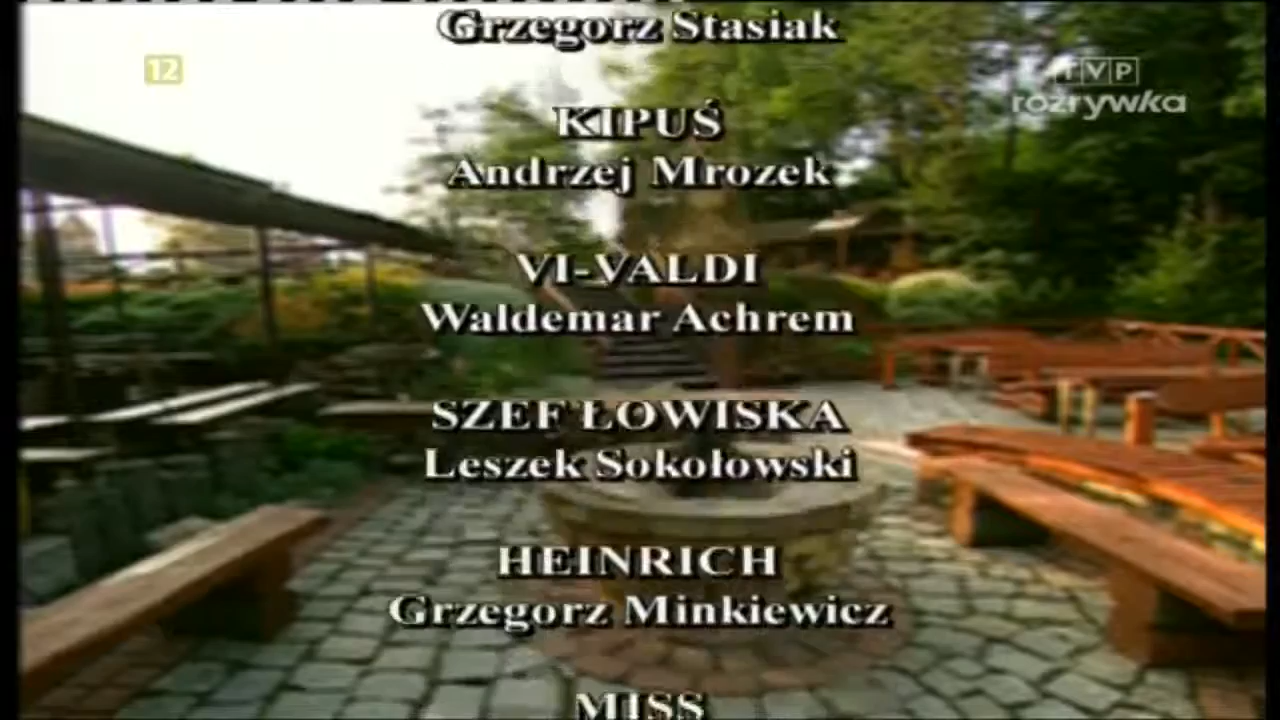 Grzegorz Stasiak
12
TVP
rozrywka
KIPUŚ
Andrzej Mrozek
VI-VALDI
Waldemar Achrem
SZEF ŁOWISKA
Leszek Sokołowski
HEINRICH
Grzegorz Minkiewicz
MISS